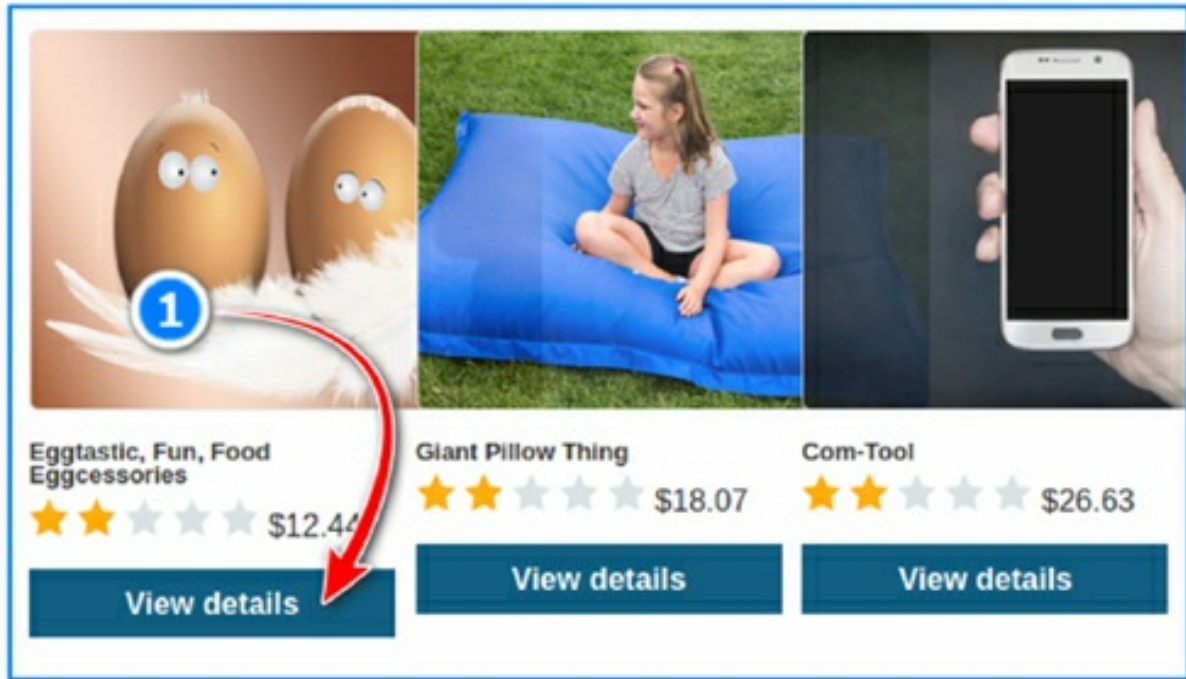 1
Eggtastic, Fun, Food
Eggcessories
$12.44
View details
Giant Pillow Thing
$18.07
View details
Com-Tool
$26.63
View details